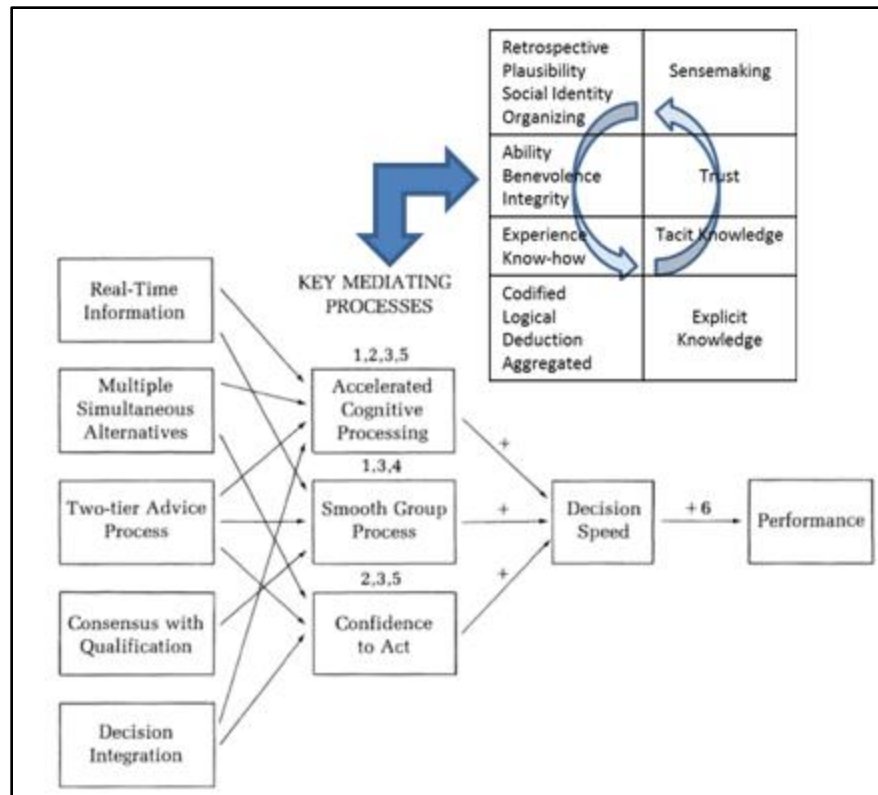 Retrospective
Plausibility
Social Identity
Organizing
Sensemaking
Ability
Benevolence
Integrity
Trust
Experience
Know-how
Tacit Knowledge
Codified
Logical
Deduction
Aggregated
Explicit
Knowledge
KEY MEDIATING
PROCESSES
Real-Time
Information
Multiple
Simultaneous
Alternatives
Two-tier Advice
Process
Consensus with
Qualification
Decision
Integration
1,2,3,5
Accelerated
Cognitive
Processing
1,3,4
Smooth Group
Process
2,3,5
Confidence
to Act
+
+
+
Decision
Speed
+6
Performance